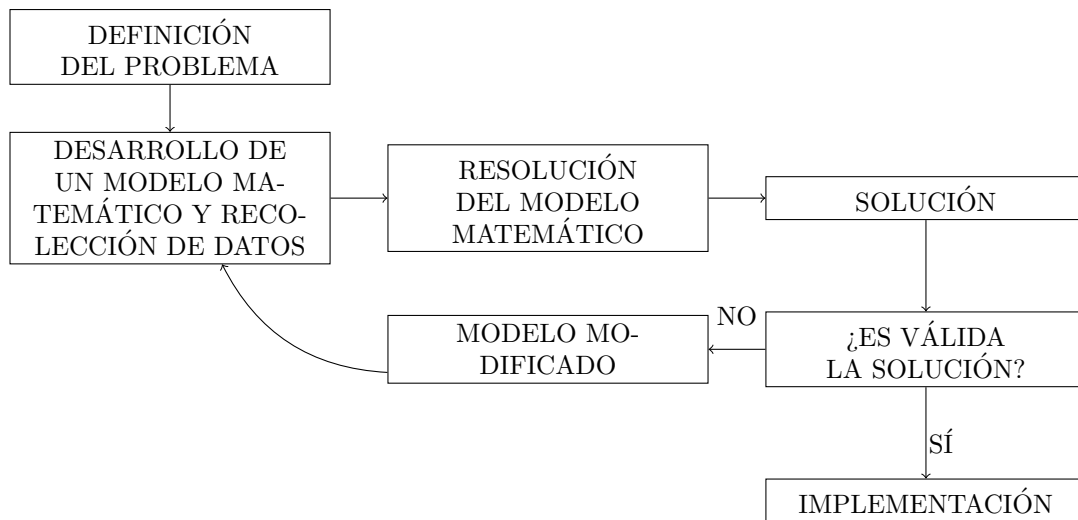 DEFINICIÓN
DEL PROBLEMA
DESARROLLO DE
UN MODELO MA-
TEMÁTICO Y RECO-
LECCIÓN DE DATOS
RESOLUCIÓN
DEL MODELO
MATEMÁTICO
SOLUCIÓN
¿ES VÁLIDA
LA SOLUCIÓN?
NO
MODELO MO-
DIFICADO
SÍ
IMPLEMENTACIÓN